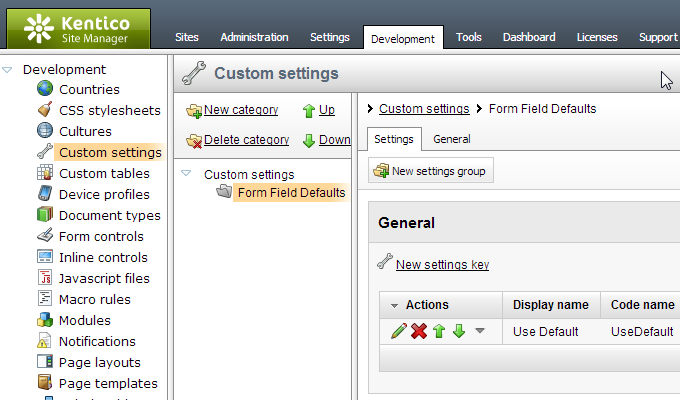 Kentico
Site Manager
Sites Administration Settings Development Tools Dashboard Licenses Support
Development
Countries
CSS stylesheets
Cultures
Custom settings
Custom tables
Device profiles
Document types
Form controls
Inline controls
Javascript files
Macro rules
Modules
Notifications
Page layouts
Page templates
Custom settings
New category Up
Delete category Down
Custom settings
Form Field Defaults
Custom settings Form Field Defaults
Settings General
New settings group
General
New settings key
Actions Display name Code name
Use Default UseDefault